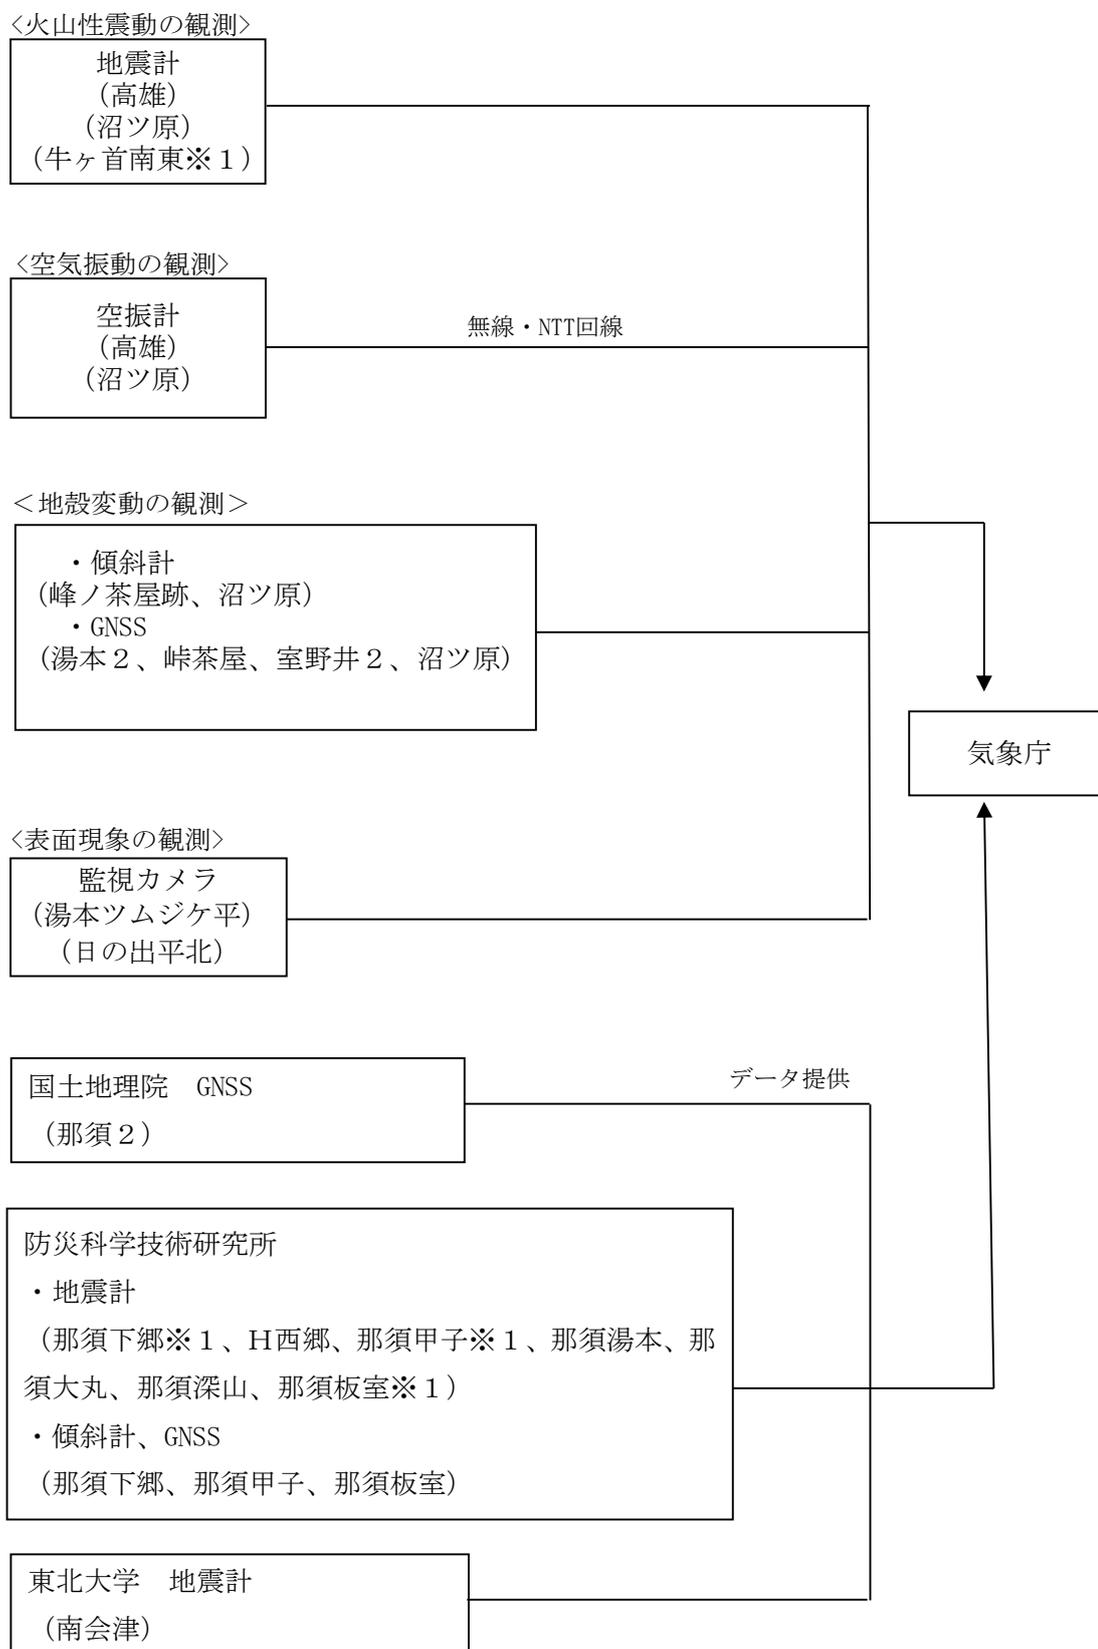 <火山性震動の観測>
地震計
(高雄)
(沼ツ原)
(牛ヶ首南東※１)
<空気振動の観測>
空振計
(高雄)
(沼ツ原)
無線・NTT回線
＜地殻変動の観測＞
・傾斜計
(峰ノ茶屋跡、沼ツ原)
・GNSS
(湯本２、峠茶屋、室野井２、沼ツ原)
気象庁
<表面現象の観測>
監視カメラ
(湯本ツムジケ平)
(日の出平北)
国土地理院　GNSS
（那須２）
データ提供
防災科学技術研究所
・地震計
（那須下郷※１、Ｈ西郷、那須甲子※１、那須湯本、那
須大丸、那須深山、那須板室※１）
・傾斜計、GNSS
（那須下郷、那須甲子、那須板室）
東北大学　地震計
（南会津）